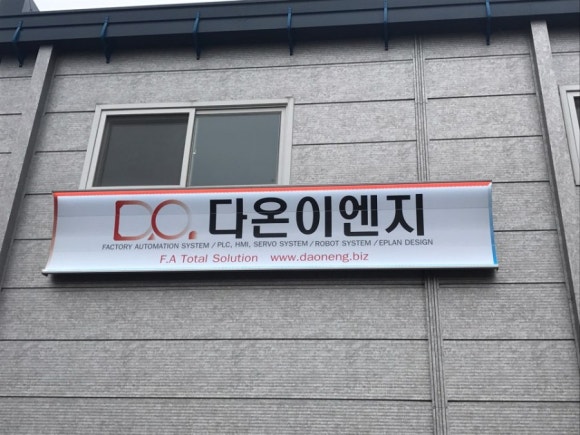 D.O. 다온이엔지
FACTORY AUTOMATION SYSTEM / PLC, HMI, SERVO SYSTEM / ROBOT SYSTEM / EPLAN DESIGN
F.A Total Solution www.daoneng.biz